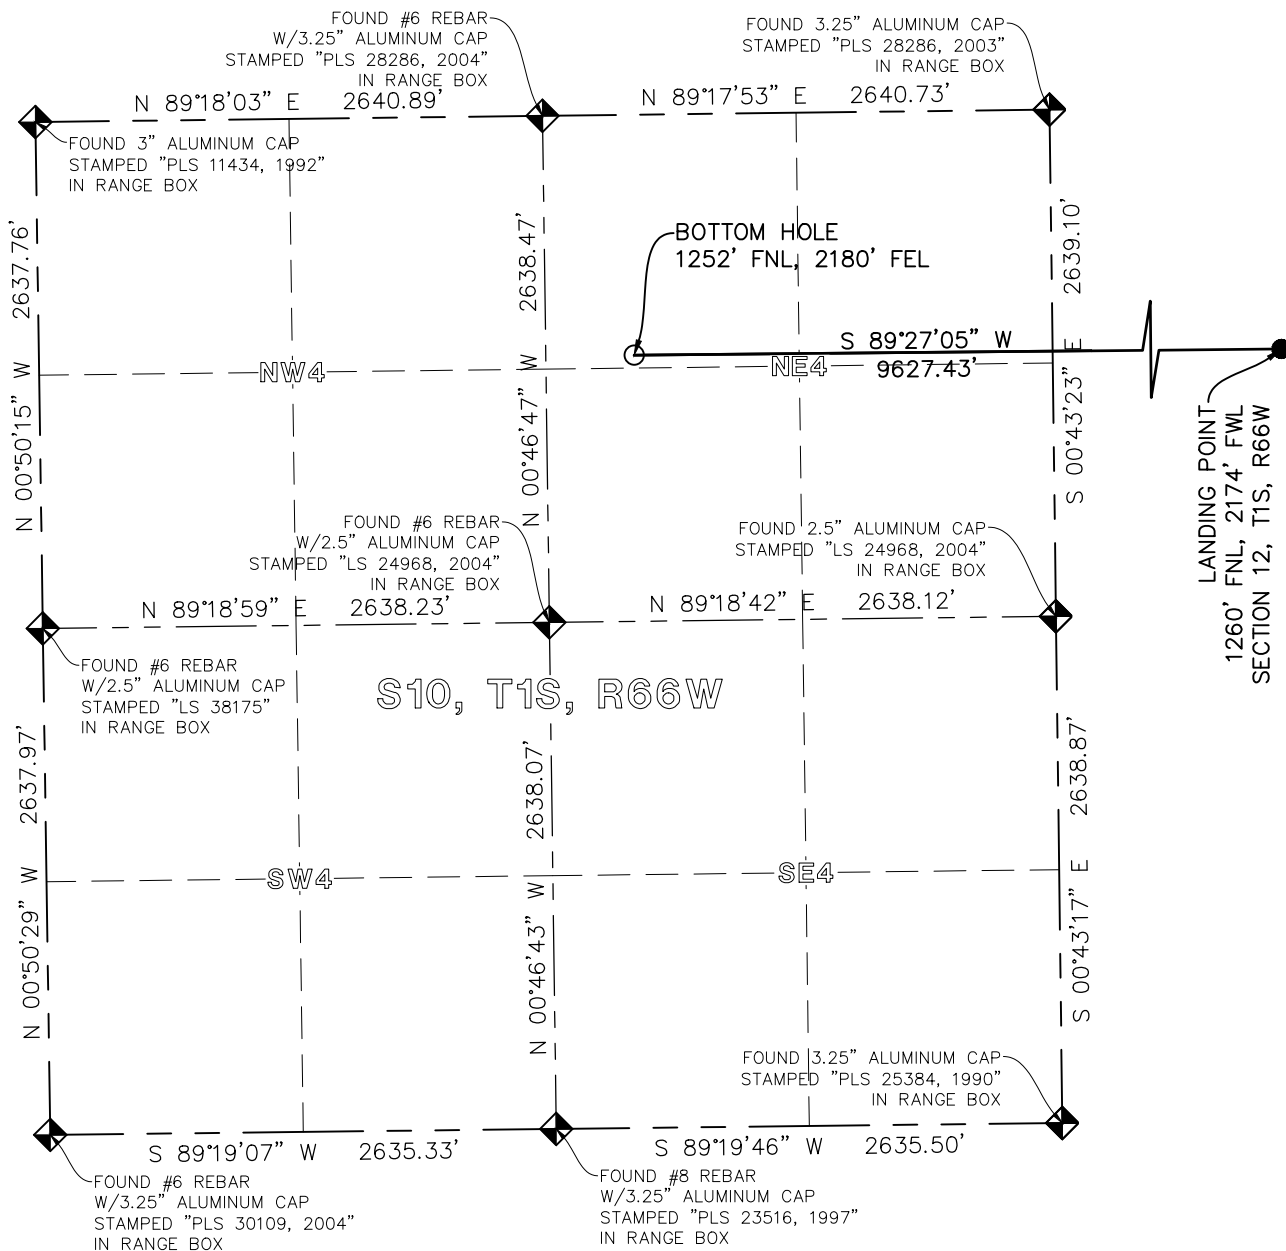 FOUND #6 REBAR
W/3.25" ALUMINUM CAP
STAMPED "PLS 28286, 2004"
IN RANGE BOX
FOUND 3.25" ALUMINUM CAP
STAMPED "PLS 28286, 2003"
IN RANGE BOX
N 89°18'03" E 2640.89'
N 89°17'53" E 2640.73'
FOUND 3" ALUMINUM CAP
STAMPED "PLS 11434, 1992"
IN RANGE BOX
N 00°50'15" W 2637.76'
N 00°46'47" W 2638.47'
BOTTOM HOLE
1252' FNL, 2180' FEL
S 00°43'23" E 2639.10'
S 89°27'05" W
9627.43'
NW4
NE4
LANDING POINT
1260' FNL, 2174' FWL
SECTION 12, T1S, R66W
FOUND #6 REBAR
W/2.5" ALUMINUM CAP
STAMPED "LS 24968, 2004"
IN RANGE BOX
FOUND 2.5" ALUMINUM CAP
STAMPED "LS 24968, 2004"
IN RANGE BOX
N 89°18'59" E 2638.23'
N 89°18'42" E 2638.12'
FOUND #6 REBAR
W/2.5" ALUMINUM CAP
STAMPED "LS 38175"
IN RANGE BOX
S10, T1S, R66W
N 00°50'29" W 2637.97'
N 00°46'43" W 2638.07'
S 00°43'17" E 2638.87'
SW4
SE4
FOUND 3.25" ALUMINUM CAP
STAMPED "PLS 25384, 1990"
IN RANGE BOX
S 89°19'07" W 2635.33'
S 89°19'46" W 2635.50'
FOUND #6 REBAR
W/3.25" ALUMINUM CAP
STAMPED "PLS 30109, 2004"
IN RANGE BOX
FOUND #8 REBAR
W/3.25" ALUMINUM CAP
STAMPED "PLS 23516, 1997"
IN RANGE BOX